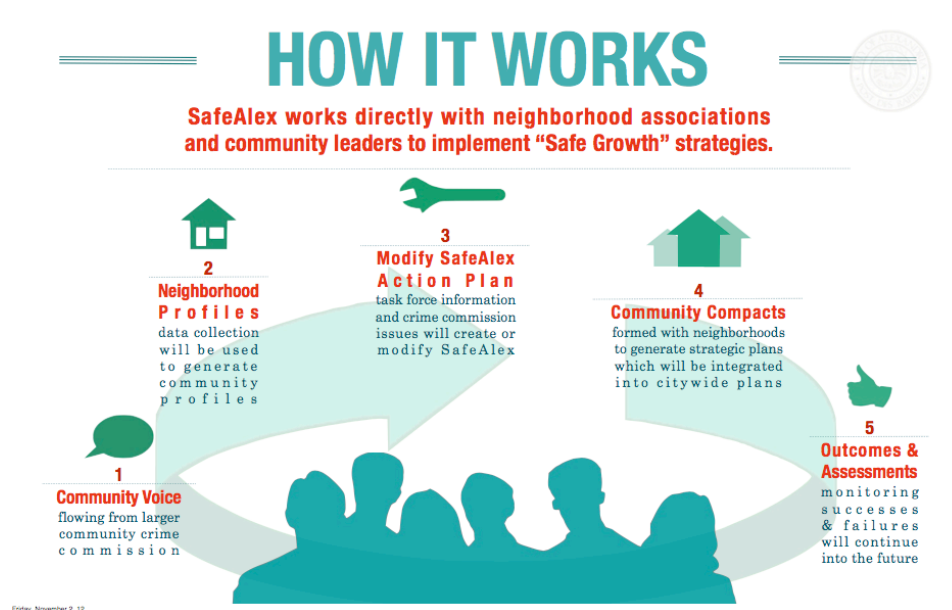 HOW IT WORKS
SafeAlex works directly with neighborhood associations
and community leaders to implement “Safe Growth” strategies.
1
Community Voice
flowing from larger
community crime
commission
2
Neighborhood
Profiles
data collection
will be used
to generate
community
profiles
3
Modify SafeAlex
Action Plan
task force information
and crime commission
issues will create or
modify SafeAlex
4
Community Compacts
formed with neighborhoods
to generate strategic plans
which will be integrated
into citywide plans
5
Outcomes &
Assessments
monitoring
successes
& failures
will continue
into the future
Friday, November 2, 12